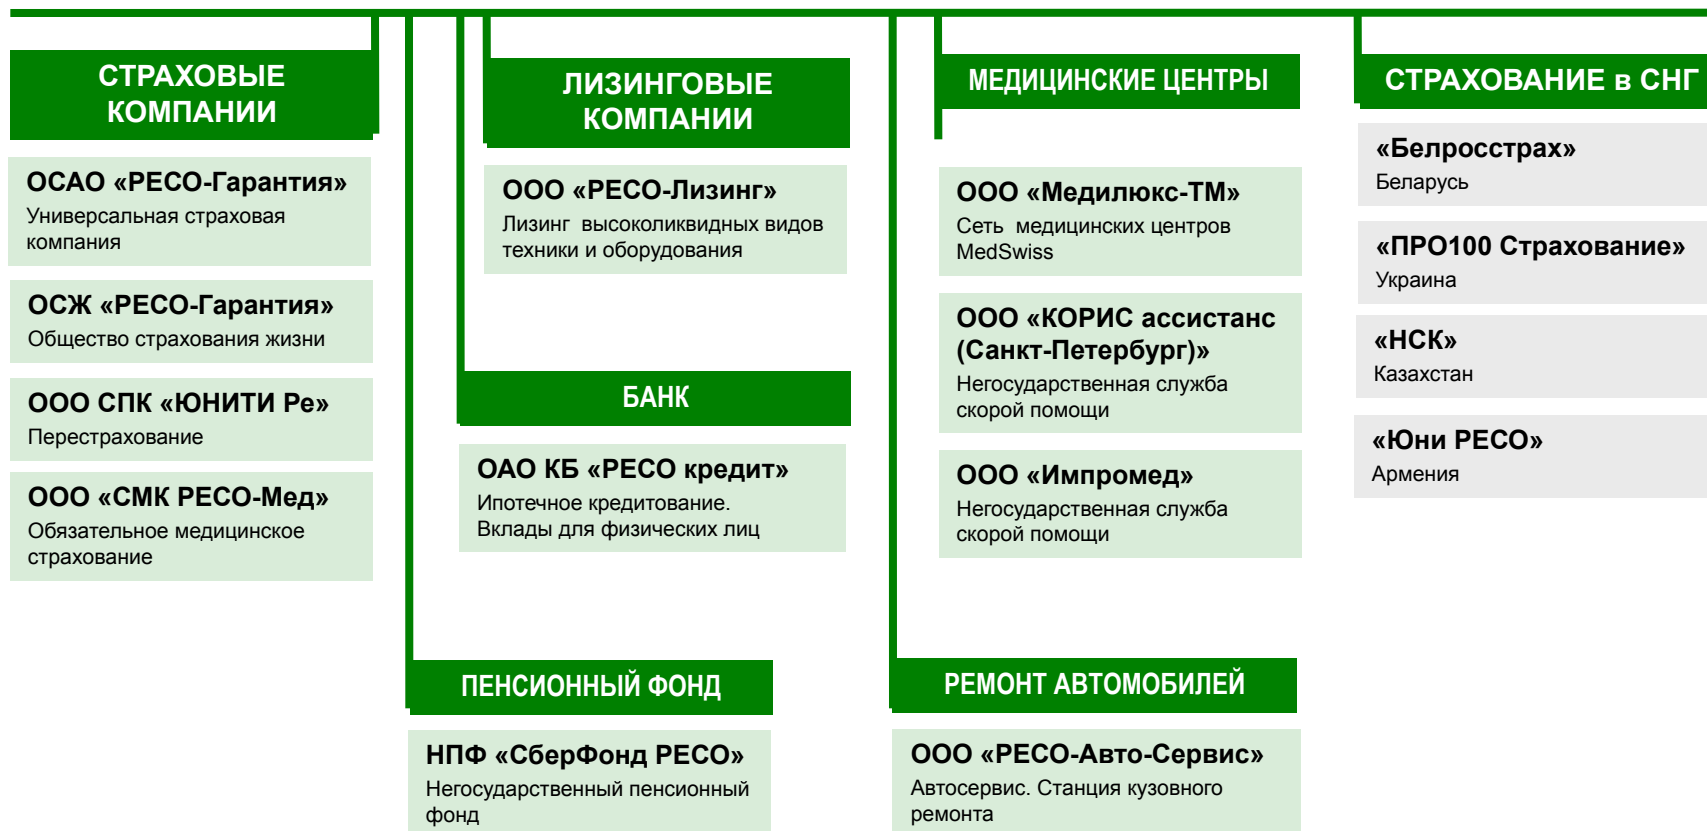 СТРАХОВЫЕ
КОМПАНИИ
ОСАО «РЕСО-Гарантия»
Универсальная страховая
компания
ОСЖ «РЕСО-Гарантия»
Общество страхования жизни
ООО СПК «ЮНИТИ Ре»
Перестрахование
ООО «СМК РЕСО-Мед»
Обязательное медицинское
страхование
ЛИЗИНГОВЫЕ
КОМПАНИИ
ООО «РЕСО-Лизинг»
Лизинг высоколиквидных видов
техники и оборудования
БАНК
ОАО КБ «РЕСО кредит»
Ипотечное кредитование.
Вклады для физических лиц
ПЕНСИОННЫЙ ФОНД
НПФ «СберФонд РЕСО»
Негосударственный пенсионный
фонд
МЕДИЦИНСКИЕ ЦЕНТРЫ
ООО «Медилюкс-ТМ»
Сеть медицинских центров
MedSwiss
ООО «КОРИС ассистанс
(Санкт-Петербург)»
Негосударственная служба
скорой помощи
ООО «Импромед»
Негосударственная служба
скорой помощи
РЕМОНТ АВТОМОБИЛЕЙ
ООО «РЕСО-Авто-Сервис»
Автосервис. Станция кузовного
ремонта
СТРАХОВАНИЕ в СНГ
«Белросстрах»
Беларусь
«ПРО100 Страхование»
Украина
«НСК»
Казахстан
«Юни РЕСО»
Армения